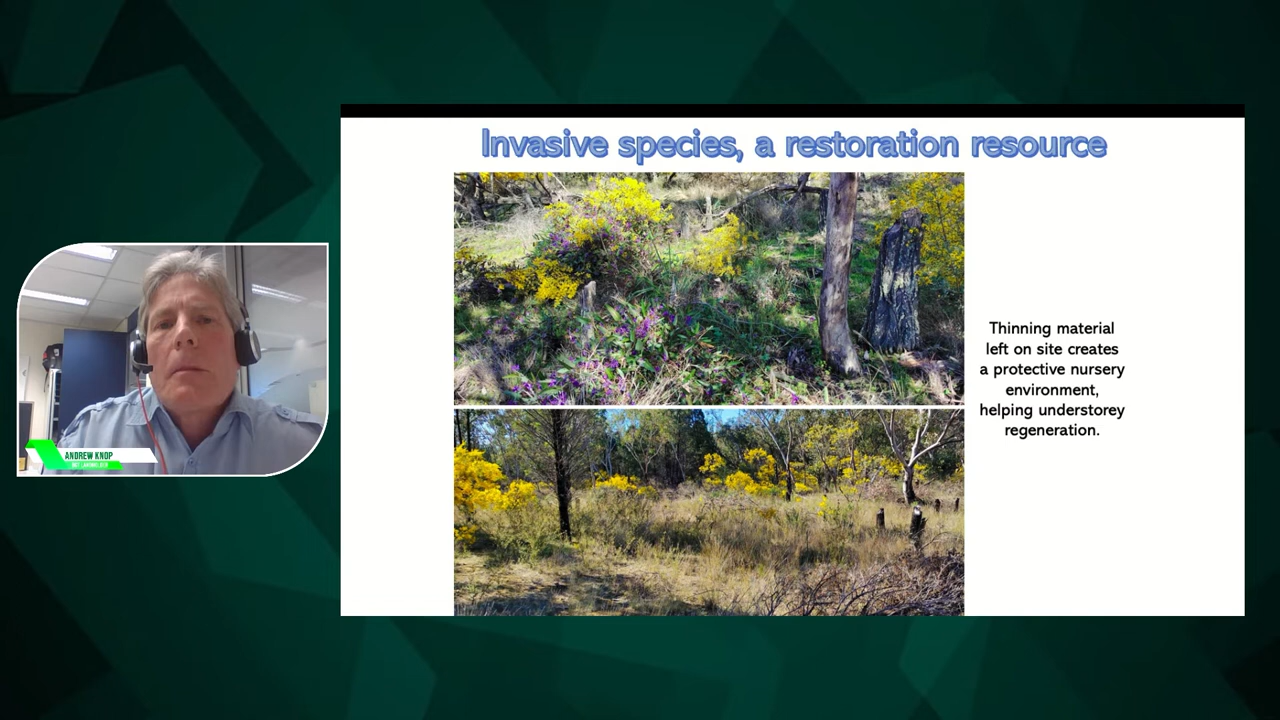 Invasive species, a restoration resource
Thinning material
left on site creates
a protective nursery
environment,
helping understorey
regeneration.
ANDREW KNOP